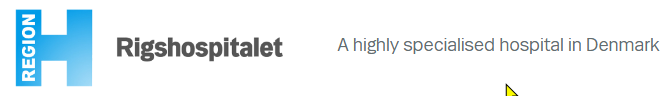 REGION H
Rigshospitalet
A highly specialised hospital in Denmark